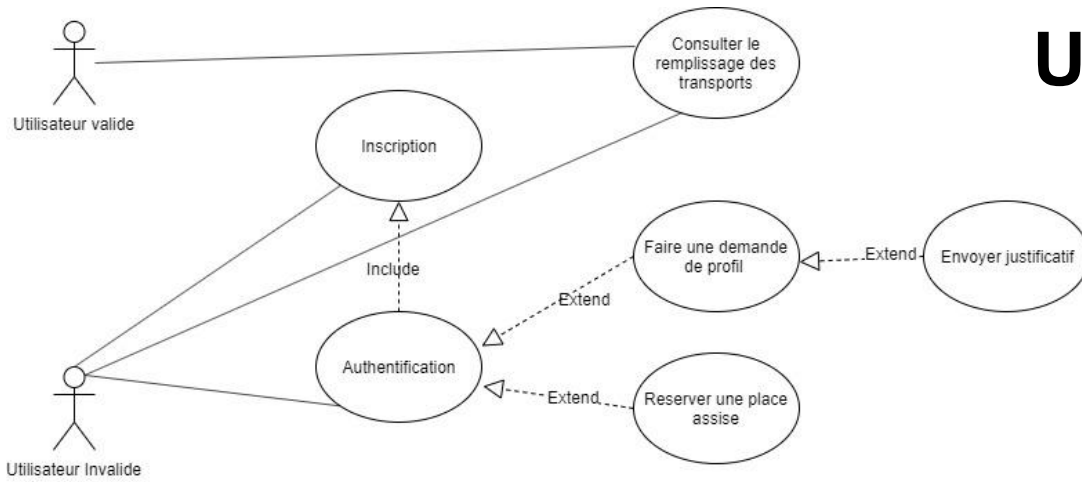 Consulter le
remplissage des
transports
U
Utilisateur valide
Inscription
Faire une demande
de profil
Extend
Envoyer justificatif
Include
Extend
Authentification
Extend
Reserver une place
assise
Utilisateur Invalide